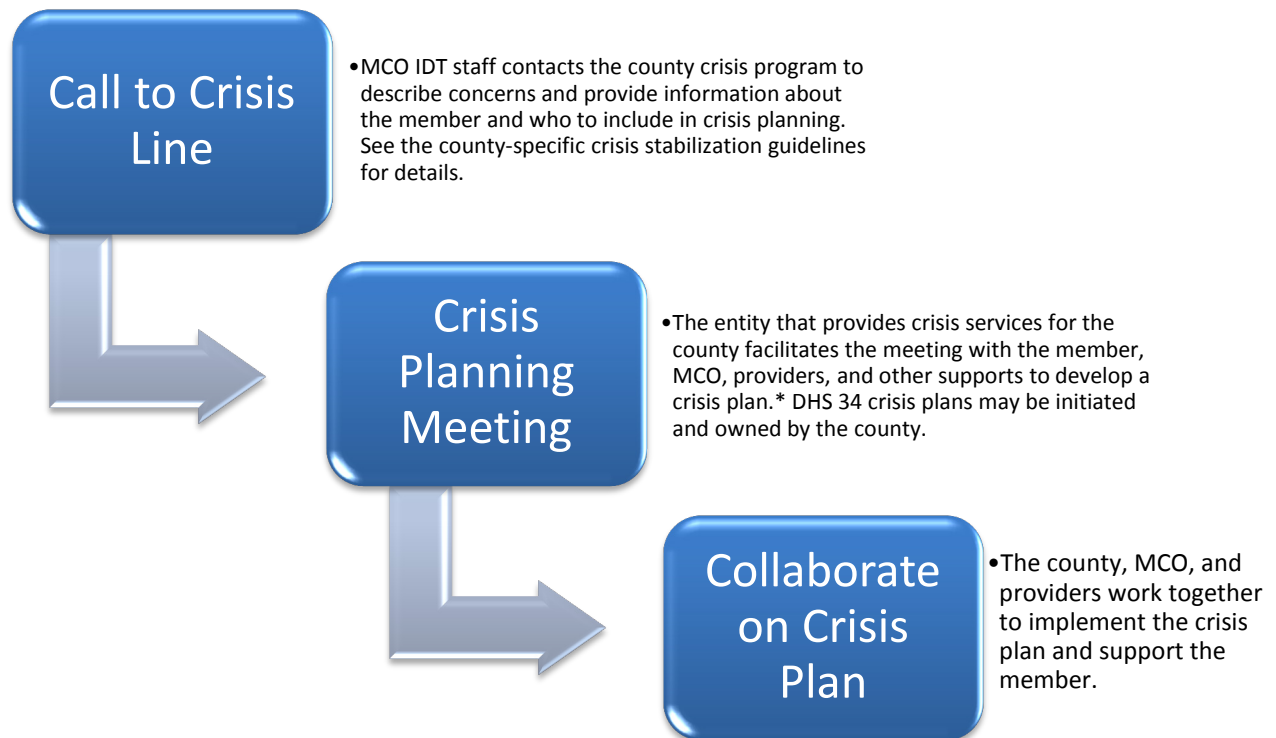 Call to Crisis
Line
•MCO IDT staff contacts the county crisis program to
describe concerns and provide information about
the member and who to include in crisis planning.
See the county-specific crisis stabilization guidelines
for details.
Crisis
Planning
Meeting
•The entity that provides crisis services for the
county facilitates the meeting with the member,
MCO, providers, and other supports to develop a
crisis plan.* DHS 34 crisis plans may be initiated
and owned by the county.
Collaborate
on Crisis
Plan
•The county, MCO, and
providers work together
to implement the crisis
plan and support the
member.